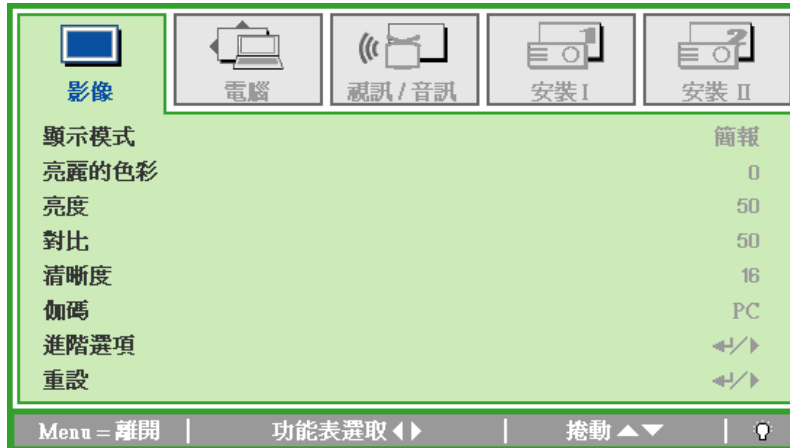 影像 電腦 視訊 / 音訊 安裝 I 安裝 II
顯示模式 簡報
亮麗的色彩 0
亮度 50
對比 50
清晰度 16
伽碼 PC
進階選項
重設
Menu = 離開 功能表選取 捲動